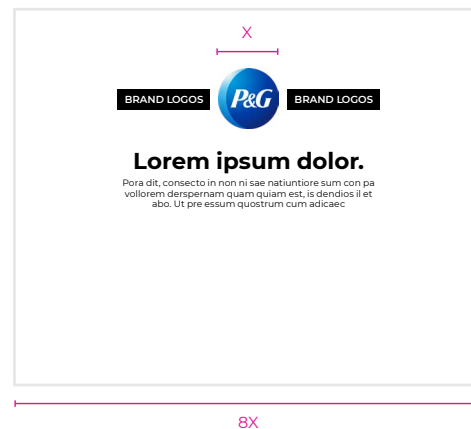 X
BRAND LOGOS P&G BRAND LOGOS
Lorem ipsum dolor.
Pora dit, consecto in non ni sae natiuntiore sum con pa
vollorem derspernam quam quiam est, is dendios il et
abo. Ut pre essum quostrum cum adicaec
8X